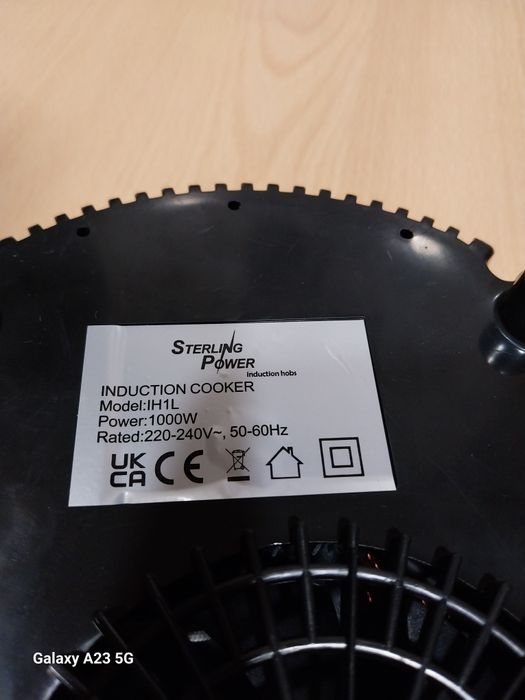 STERLING
POWER
induction hobs
INDUCTION COOKER
Model:IH1L
Power:1000W
Rated:220-240V~, 50-60Hz
UK
CA CE
Galaxy A23 5G